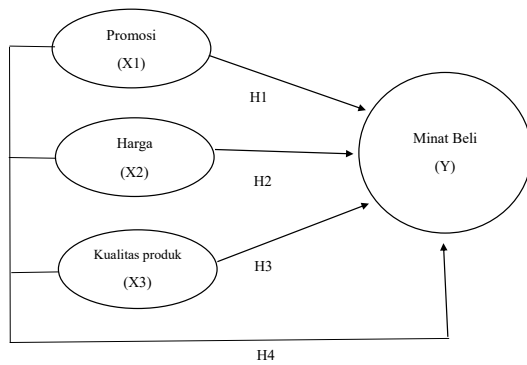 Promosi
(X1)
H1
Harga
(X2)
H2
Minat Beli
(Y)
Kualitas produk
(X3)
H3
H4